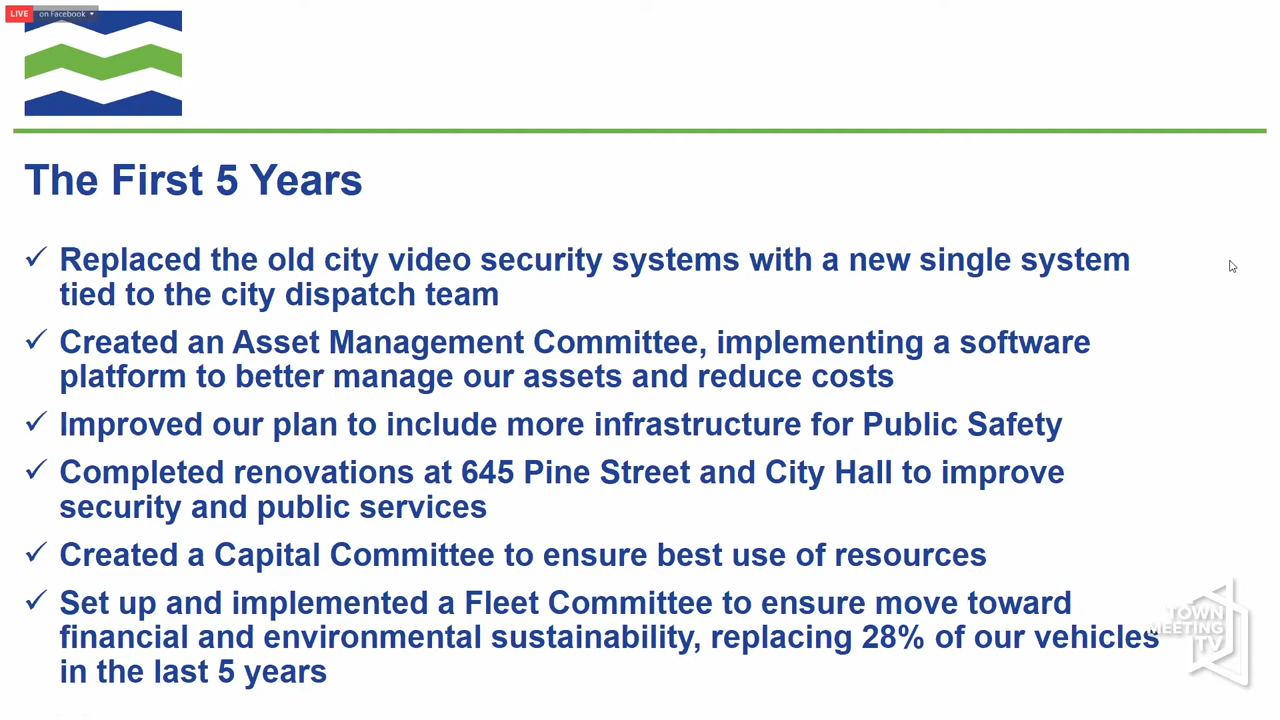 LIVE on Facebook
The First 5 Years
✓ Replaced the old city video security systems with a new single system
tied to the city dispatch team
✓ Created an Asset Management Committee, implementing a software
platform to better manage our assets and reduce costs
✓ Improved our plan to include more infrastructure for Public Safety
✓ Completed renovations at 645 Pine Street and City Hall to improve
security and public services
✓ Created a Capital Committee to ensure best use of resources
✓ Set up and implemented a Fleet Committee to ensure move toward
financial and environmental sustainability, replacing 28% of our vehicles
in the last 5 years
TOWN
MEETING
TV